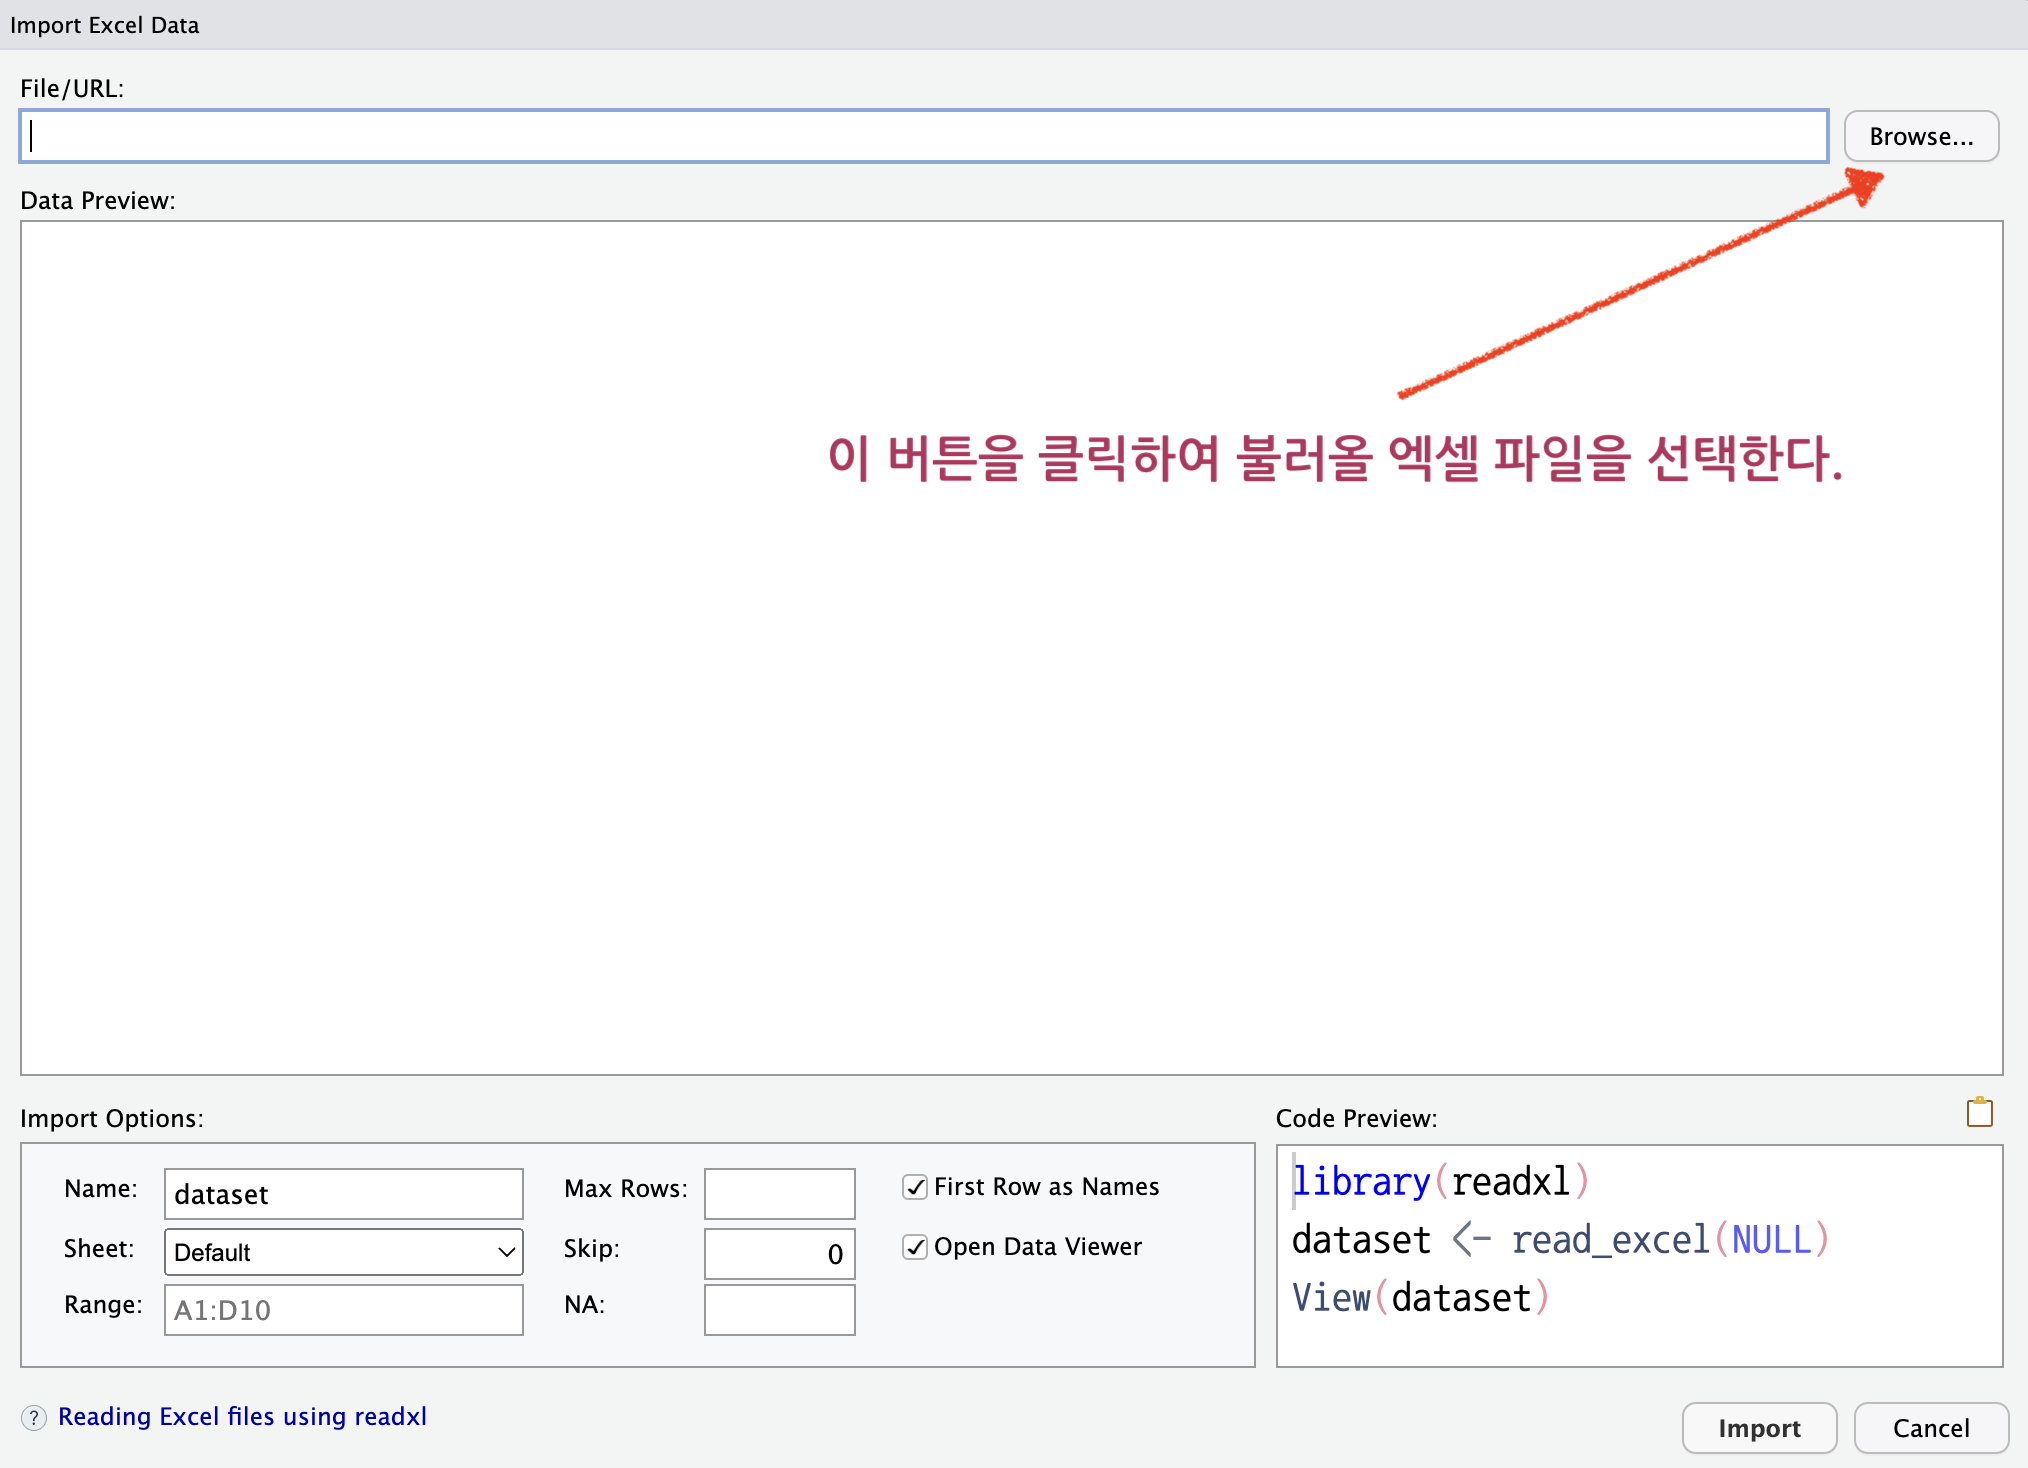 Import Excel Data
File/URL:
Browse...
Data Preview:
이 버튼을 클릭하여 불러올 엑셀 파일을 선택한다.
Import Options:
Name: dataset
Max Rows:
First Row as Names
Sheet: Default
Skip: 0
Open Data Viewer
Range: A1:D10
NA:
Code Preview:
library(readxl)
dataset <- read_excel(NULL)
View(dataset)
? Reading Excel files using readxl
Import
Cancel